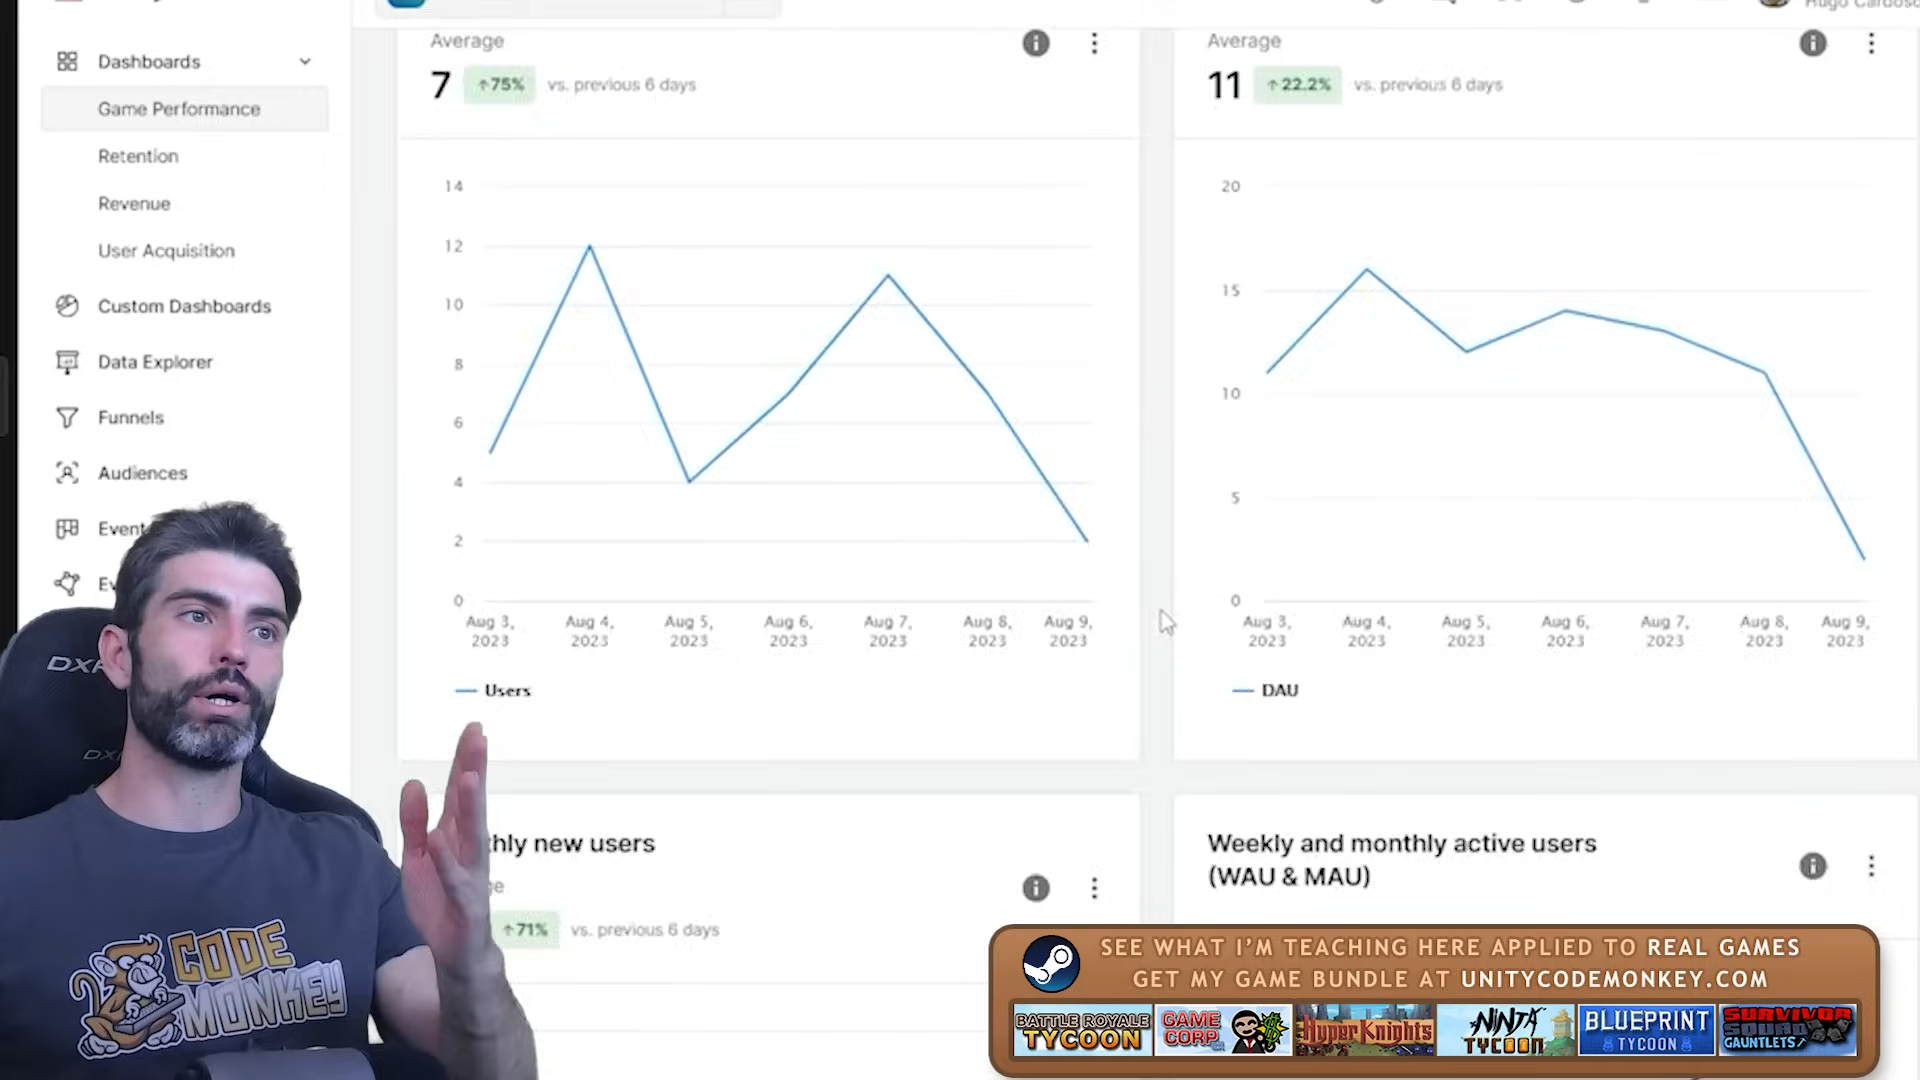 Hugo Cardoso
Dashboards
Game Performance
Retention
Revenue
User Acquisition
Custom Dashboards
Data Explorer
Funnels
Audiences
Event
Average
7 ↑75% vs. previous 6 days
14
12
10
8
6
4
2
0
Aug 3, 2023
Aug 4, 2023
Aug 5, 2023
Aug 6, 2023
Aug 7, 2023
Aug 8, 2023
Aug 9, 2023
Users
Average
11 ↑22.2% vs. previous 6 days
20
15
10
5
0
Aug 3, 2023
Aug 4, 2023
Aug 5, 2023
Aug 6, 2023
Aug 7, 2023
Aug 8, 2023
Aug 9, 2023
DAU
thly new users
ge
↑71% vs. previous 6 days
Weekly and monthly active users
(WAU & MAU)
CODE
MONKEY
SEE WHAT I'M TEACHING HERE APPLIED TO REAL GAMES
GET MY GAME BUNDLE AT UNITYCODEMONKEY.COM
BATTLE ROYALE
TYCOON
GAME
CORP
HyperKnights
NINJA
TYCOON
BLUEPRINT
TYCOON
SURVIVOR
SQUAD
GAUNTLETS